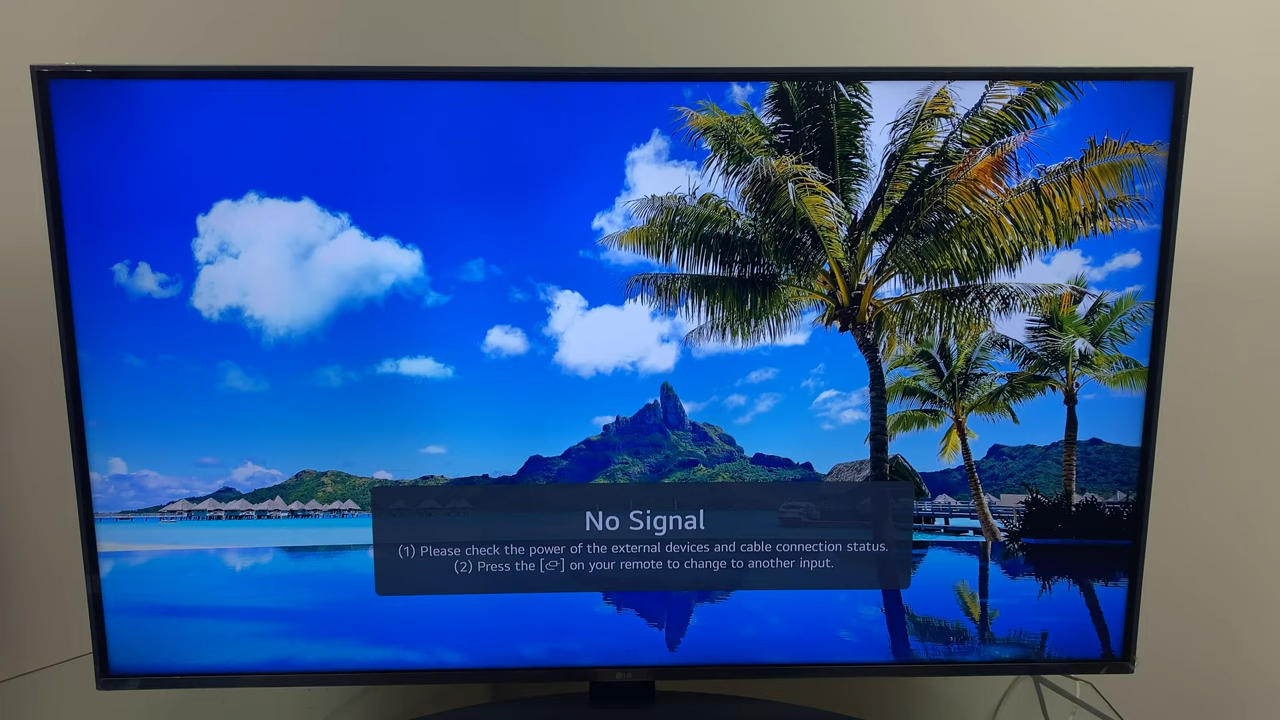 No Signal
(1) Please check the power of the external devices and cable connection status.
(2) Press the [⏎] on your remote to change to another input.
LG